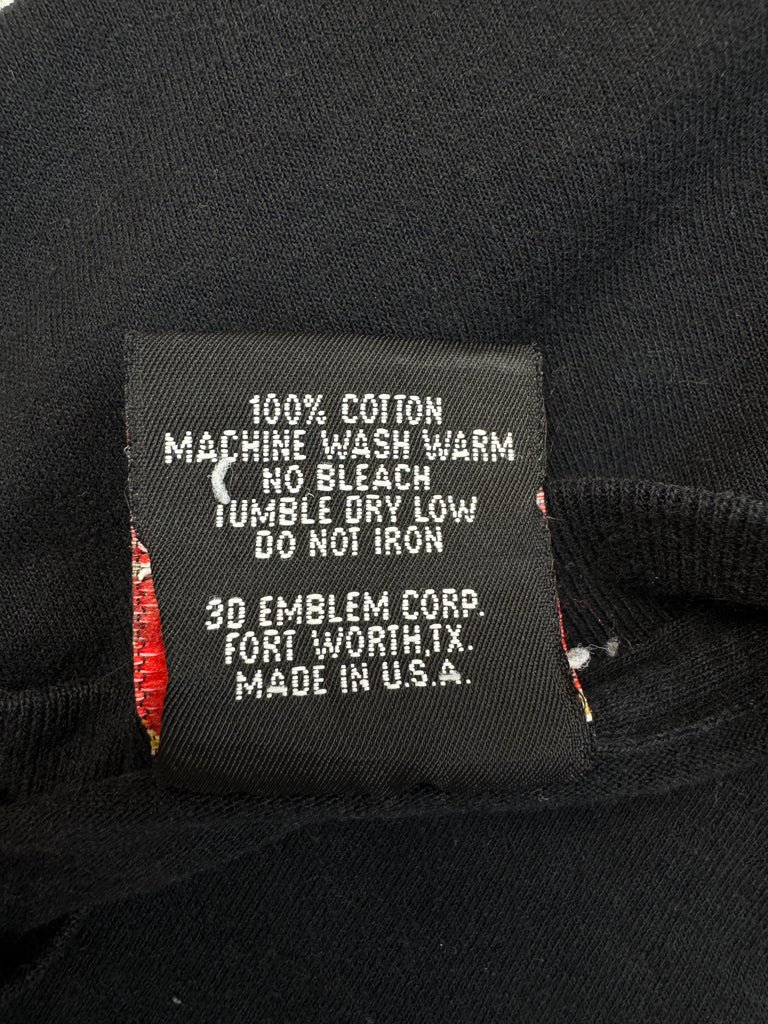 100% COTTON
MACHINE WASH WARM
NO BLEACH
TUMBLE DRY LOW
DO NOT IRON
3D EMBLEM CORP.
FORT WORTH,TX.
MADE IN U.S.A.